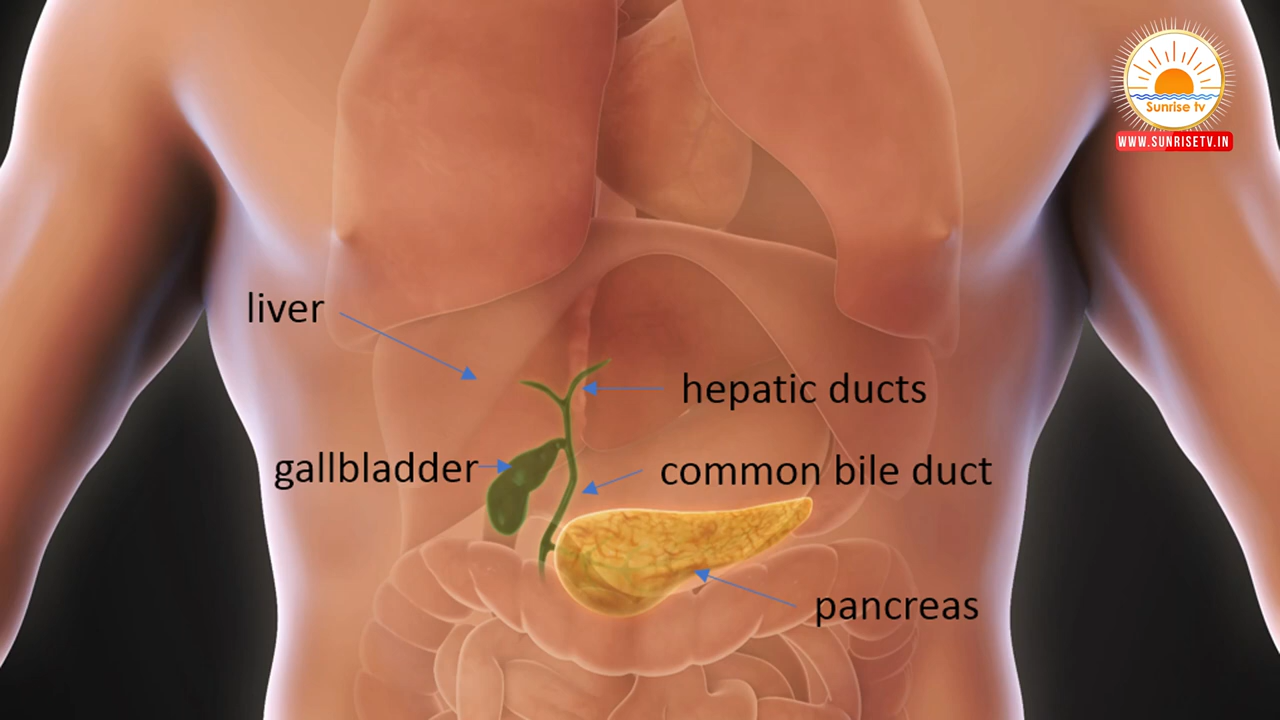 Sunrise tv
WWW.SUNRISETV.IN
liver
hepatic ducts
gallbladder
common bile duct
pancreas